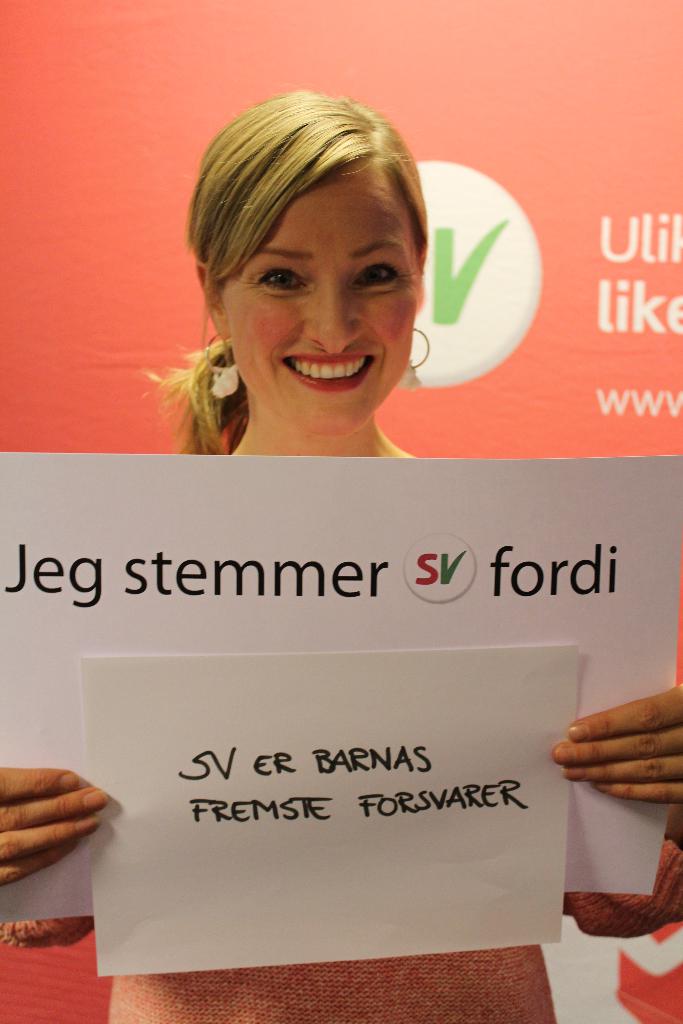 V
Ulik
like
www
Jeg stemmer SV fordi
SV ER BARNAS
FREMSTE FORSVARER